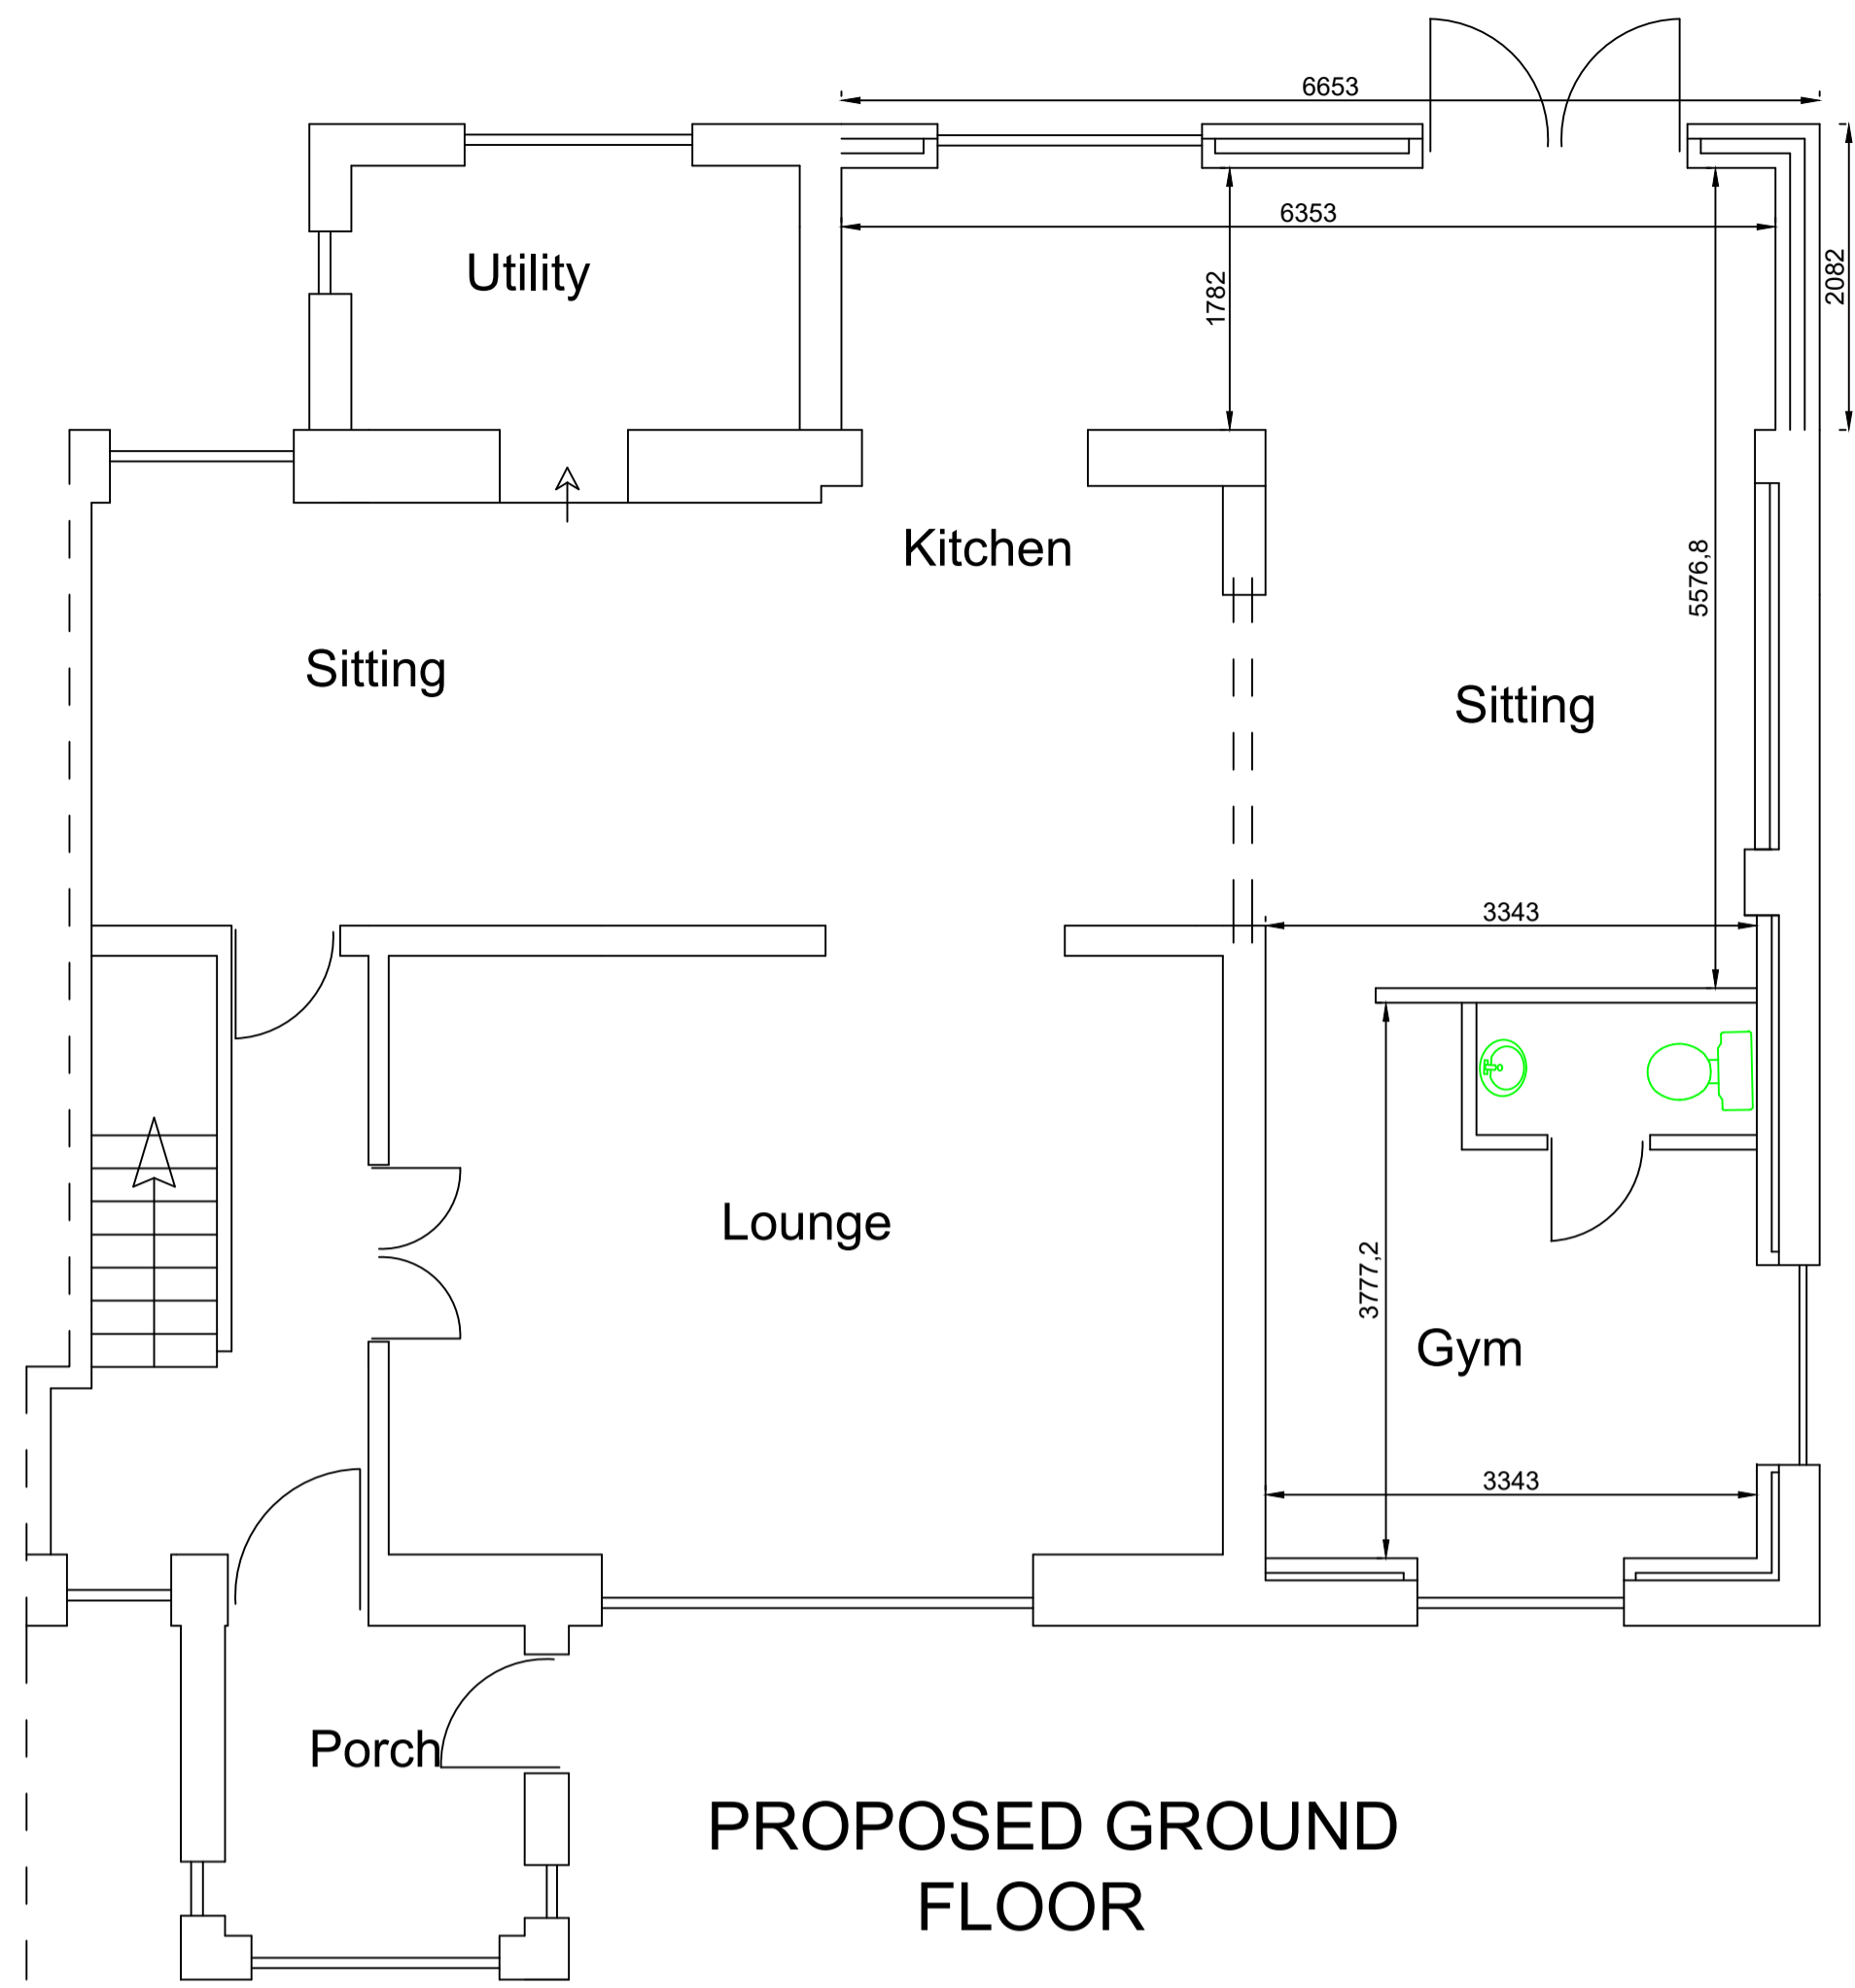 6653
6353
Utility
1782
2082
Kitchen
5576,8
Sitting
Sitting
3343
Lounge
3777,2
Gym
3343
Porch
PROPOSED GROUND
FLOOR